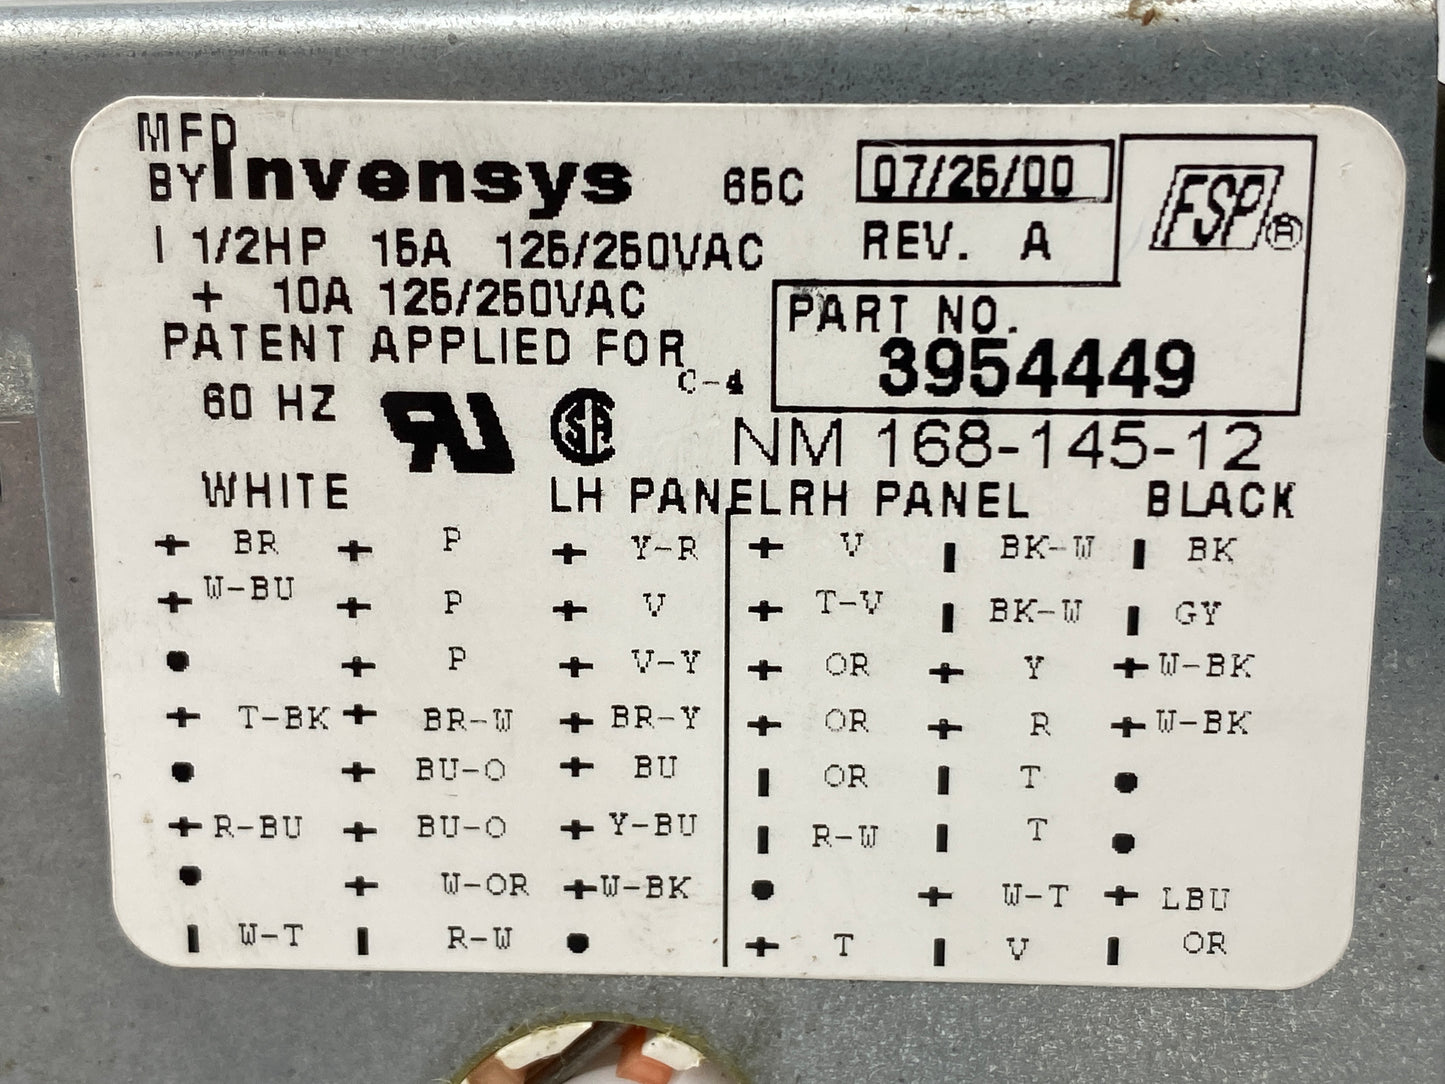 MFD
BY Invensys 65C 07/25/00 FSP®
I 1/2HP 15A 125/250VAC REV. A
+ 10A 125/250VAC PART NO.
PATENT APPLIED FOR 3954449
C-4
60 HZ NM 168-145-12
WHITE LH PANEL RH PANEL BLACK
+ BR + P + Y-R + V | BK-W | BK
+ W-BU + P + V + T-V | BK-W | GY
● + P + V-Y + OR + Y + W-BK
+ T-BK + BR-W + BR-Y + OR + R + W-BK
● + BU-O + BU | OR | T ●
+ R-BU + BU-O + Y-BU | R-W | T ●
● + W-OR + W-BK ● + W-T + LBU
| W-T | R-W ● + T | V | OR